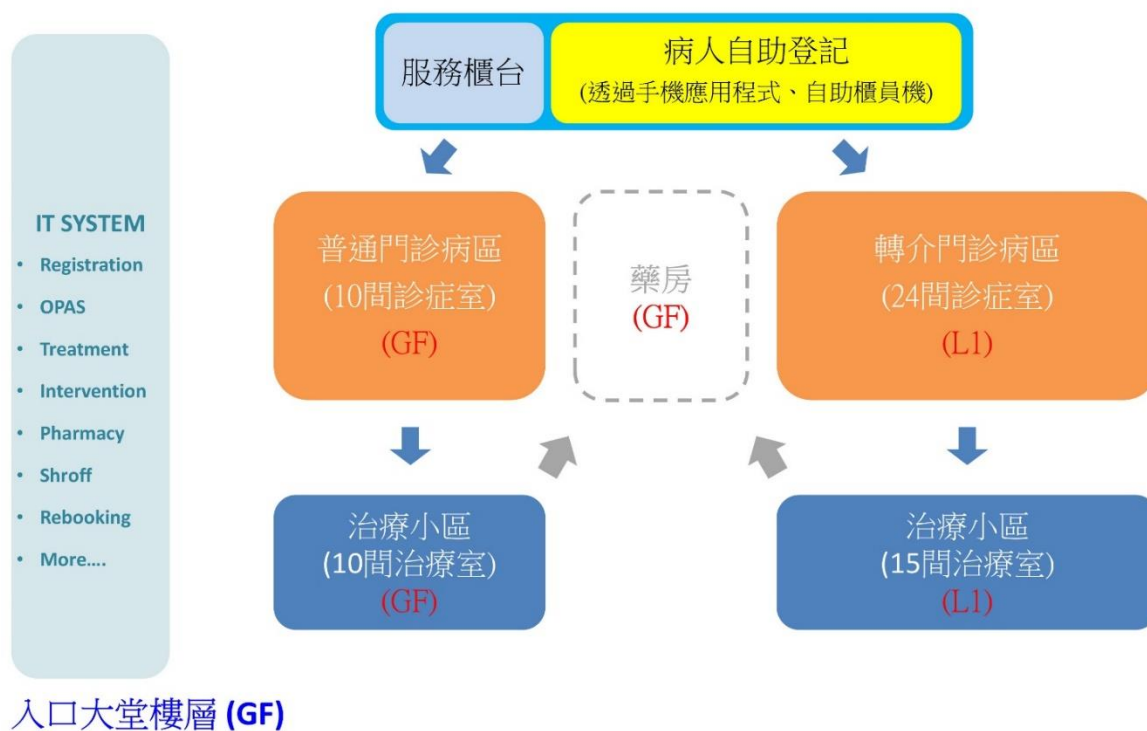 服務櫃台
病人自助登記
(透過手機應用程式、自助櫃員機)
IT SYSTEM
• Registration
• OPAS
• Treatment
• Intervention
• Pharmacy
• Shroff
• Rebooking
• More....
普通門診病區
(10間診症室)
(GF)
藥房
(GF)
轉介門診病區
(24間診症室)
(L1)
治療小區
(10間治療室)
(GF)
治療小區
(15間治療室)
(L1)
入口大堂樓層 (GF)